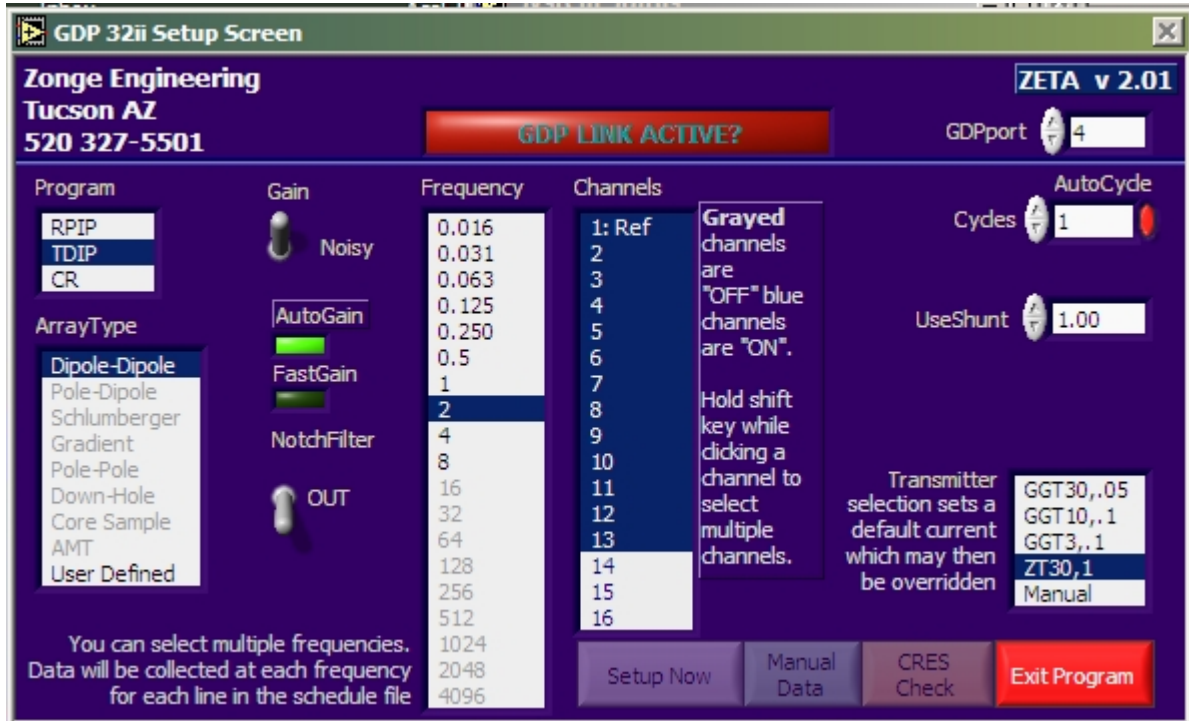 GDP 32ii Setup Screen
Zonge Engineering
Tucson AZ
520 327-5501
GDP LINK ACTIVE?
ZETA v 2.01
GDPport
4
Program
RPIP
TDIP
CR
ArrayType
Dipole-Dipole
Pole-Dipole
Schlumberger
Gradient
Pole-Pole
Down-Hole
Core Sample
AMT
User Defined
Gain
Noisy
AutoGain
FastGain
NotchFilter
OUT
You can select multiple frequencies.
Data will be collected at each frequency
for each line in the schedule file
Frequency
0.016
0.031
0.063
0.125
0.250
0.5
1
2
4
8
16
32
64
128
256
512
1024
2048
4096
Channels
1: Ref
2
3
4
5
6
7
8
9
10
11
12
13
14
15
16
Grayed
channels
are
"OFF" blue
channels
are "ON".
Hold shift
key while
clicking a
channel to
select
multiple
channels.
AutoCycle
Cycles
1
UseShunt
1.00
Transmitter
selection sets a
default current
which may then
be overridden
GGT30,.05
GGT10,.1
GGT3,.1
ZT30,1
Manual
Setup Now
Manual
Data
CRES
Check
Exit Program